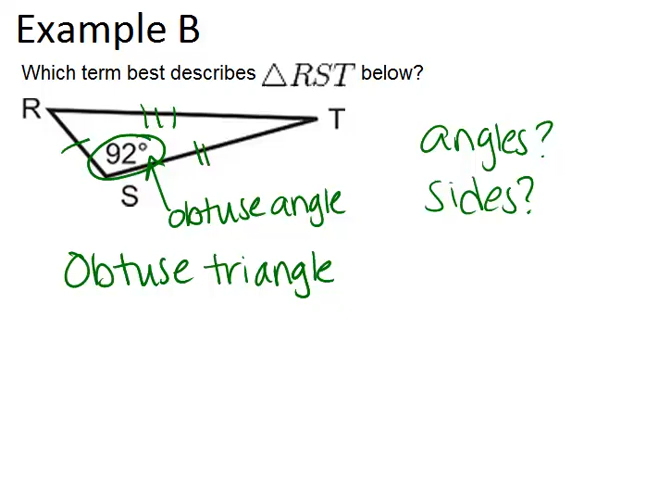 Example B
Which term best describes △RST below?
R
T
92°
S
angles?
sides?
obtuse angle
Obtuse triangle